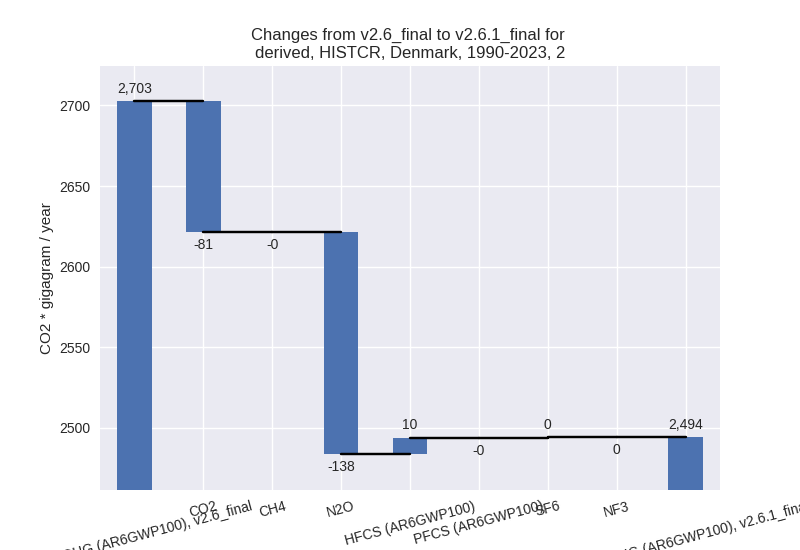 Changes from v2.6_final to v2.6.1_final for
derived, HISTCR, Denmark, 1990-2023, 2
CO2 * gigagram / year
2700
2650
2600
2550
2500
2,703
-81
-0
-138
10
-0
0
0
2,494
(AR6GWP100), v2.6_final
CO2
CH4
N2O
HFCS (AR6GWP100)
PFCS (AR6GWP100)
SF6
NF3
(AR6GWP100), v2.6.1_fina